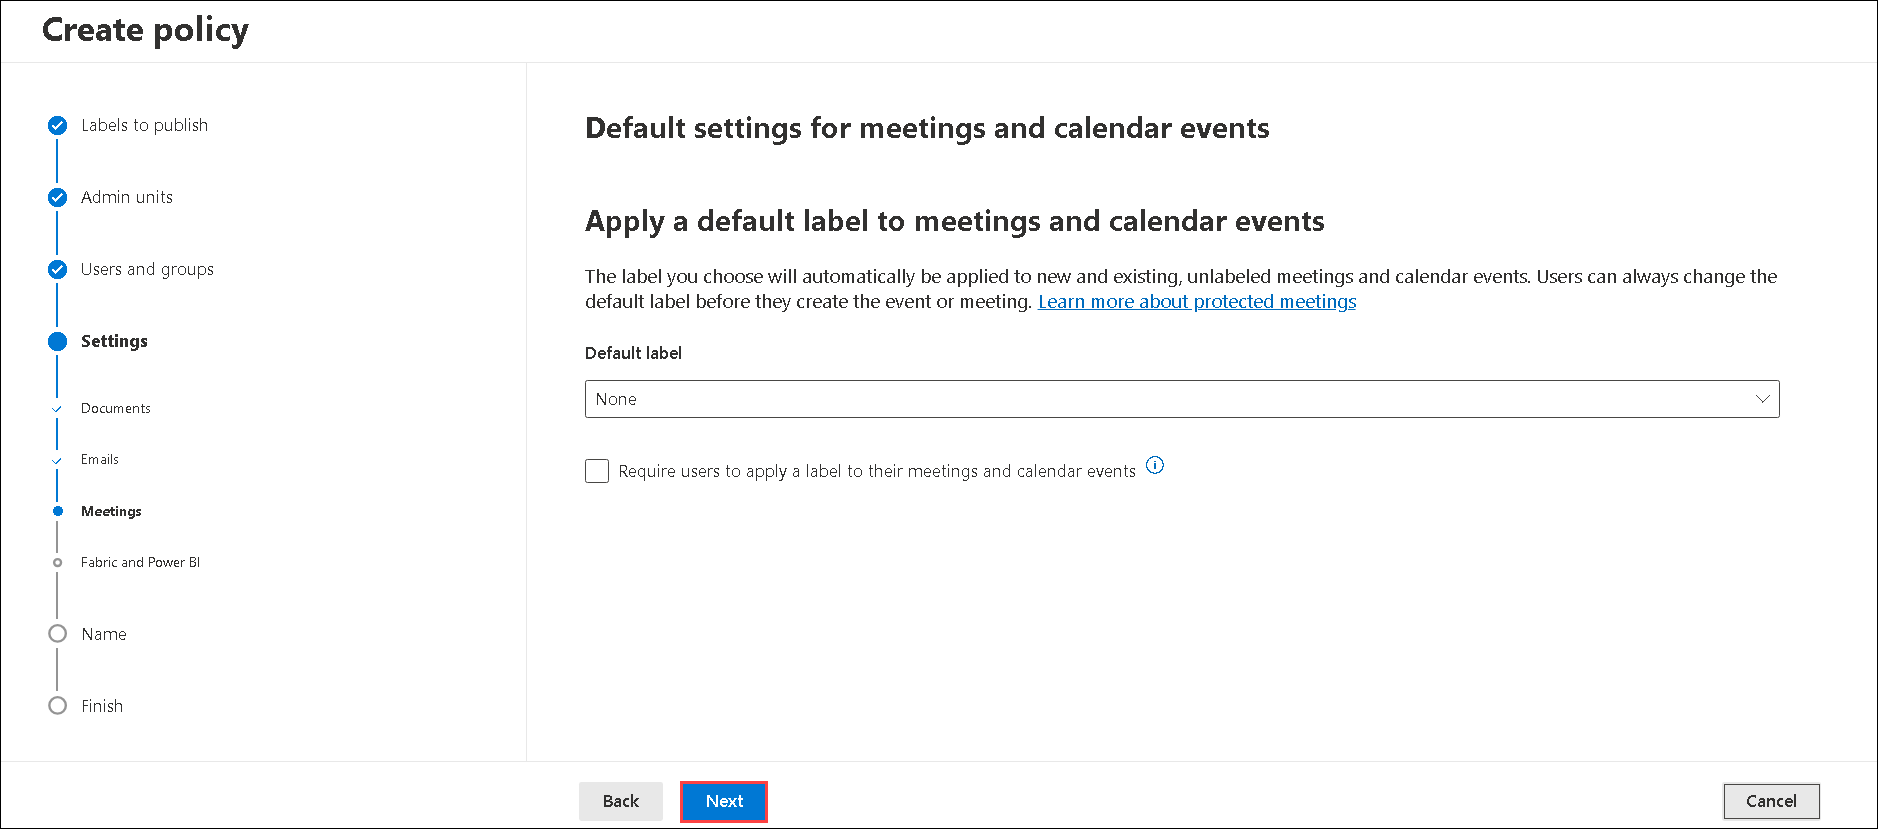 Create policy
Labels to publish
Admin units
Users and groups
Settings
Documents
Emails
Meetings
Fabric and Power BI
Name
Finish
Default settings for meetings and calendar events
Apply a default label to meetings and calendar events
The label you choose will automatically be applied to new and existing, unlabeled meetings and calendar events. Users can always change the
default label before they create the event or meeting. Learn more about protected meetings
Default label
None
Require users to apply a label to their meetings and calendar events
Back
Next
Cancel